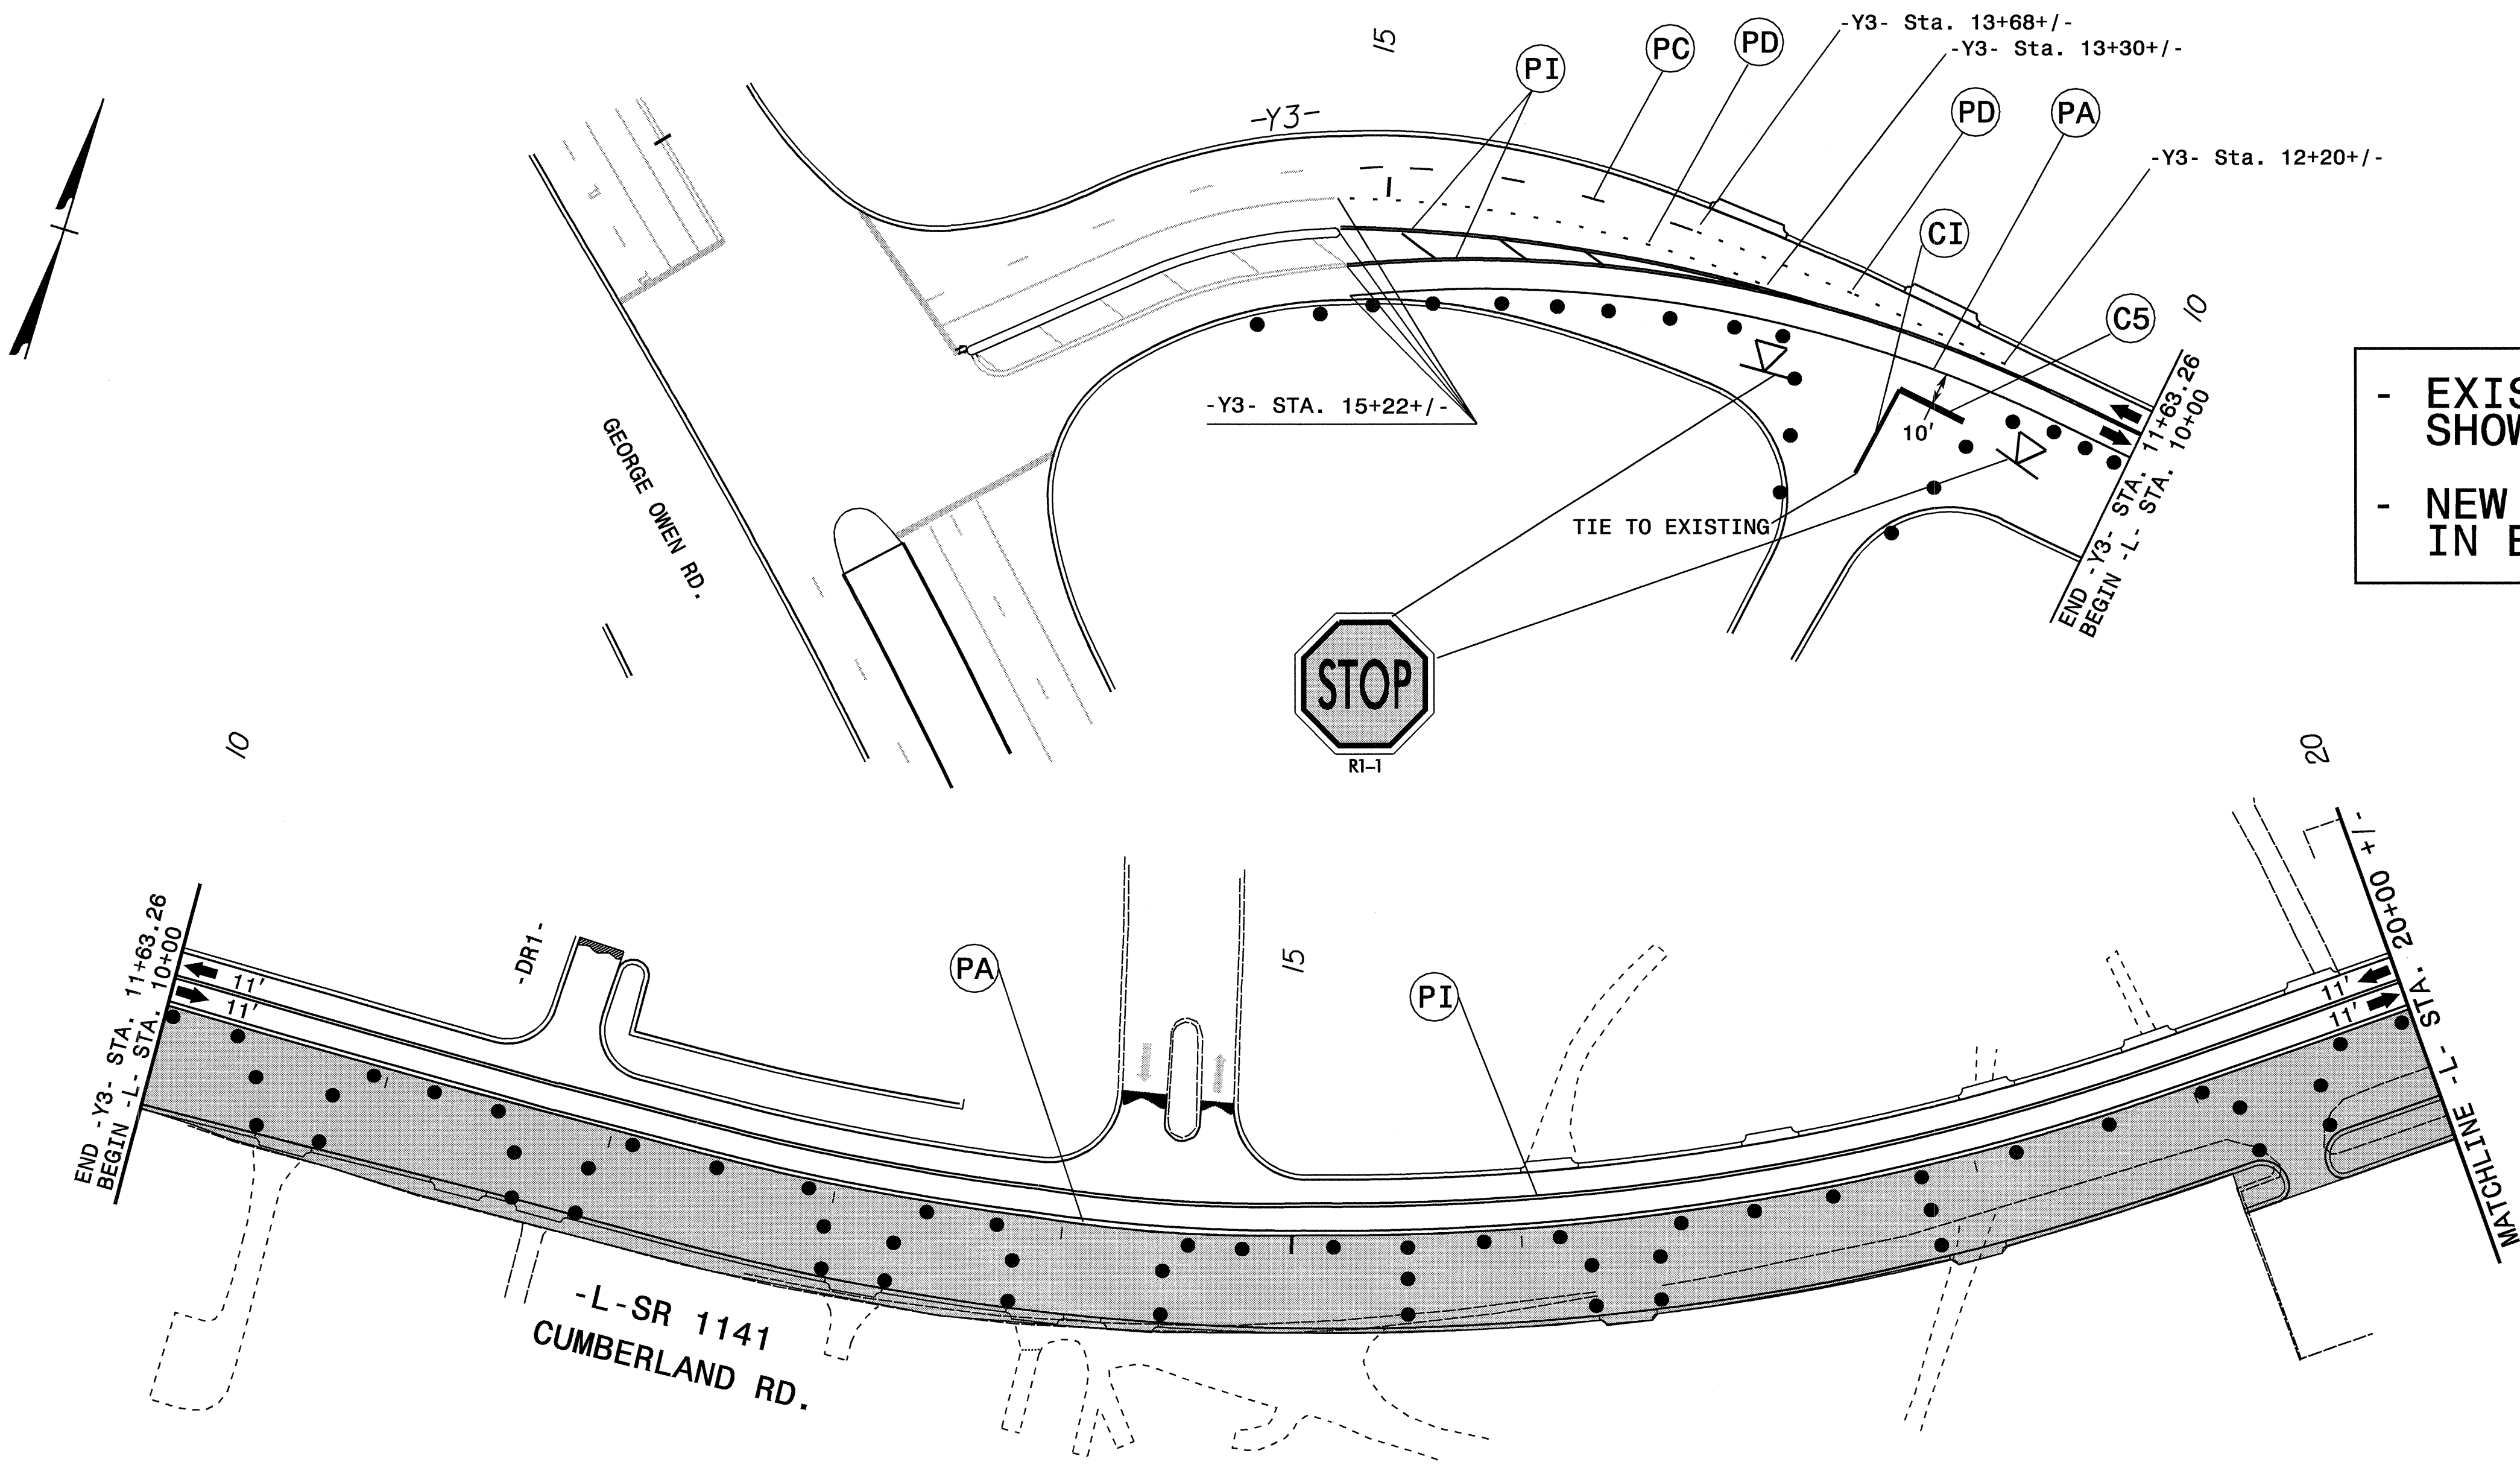 15
-Y3- Sta. 13+68+/-
-Y3- Sta. 13+30+/-
PI
PC
PD
PD
PA
-Y3-
-Y3- Sta. 12+20+/-
CI
C5
10
-Y3- STA. 15+22+/-
10'
GEORGE OWEN RD.
TIE TO EXISTING
END -Y3- STA. 11+63.26
BEGIN -L- STA. 10+00
-
SHOW
- NEW
STOP
R1-1
10
20
END -Y3- STA. 11+63.26
BEGIN -L- STA. 10+00
11'
11'
-DR1-
PA
15
PI
11'
11'
MATCHLINE -L- STA. 20+00 +/-
-L-SR 1141
CUMBERLAND RD.